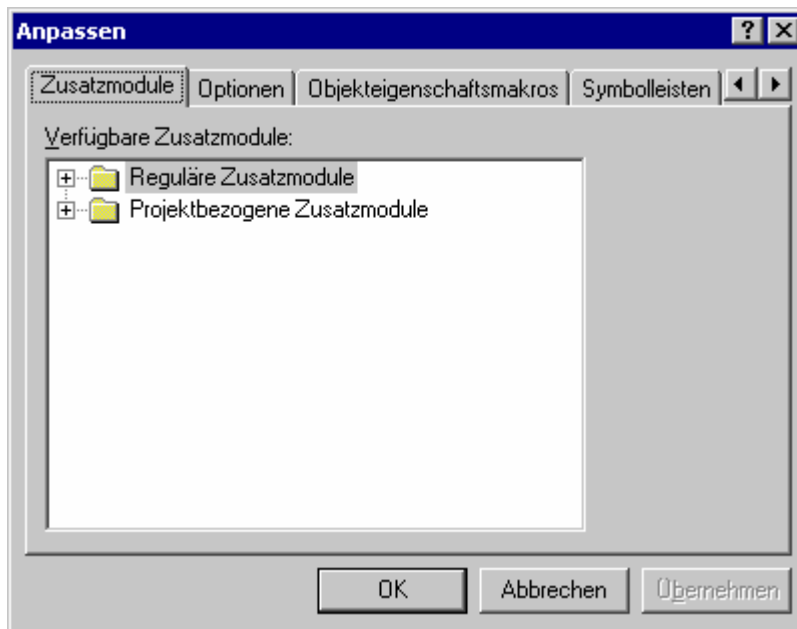 Anpassen
Zusatzmodule Optionen Objekteigenschaftsmakros Symbolleisten
Verfügbare Zusatzmodule:
Reguläre Zusatzmodule
Projektbezogene Zusatzmodule
OK Abbrechen Übernehmen